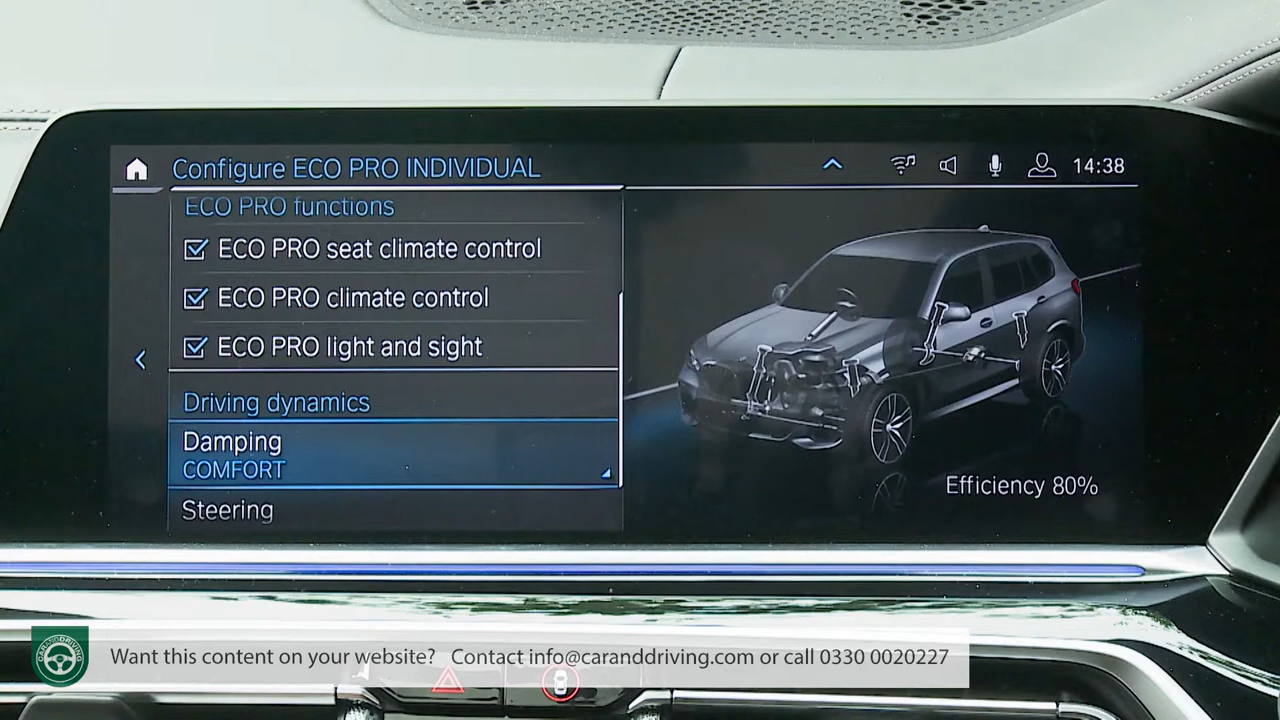 Configure ECO PRO INDIVIDUAL
14:38
ECO PRO functions
ECO PRO seat climate control
ECO PRO climate control
ECO PRO light and sight
Driving dynamics
Damping
COMFORT
Steering
Efficiency 80%
CARANDDRIVING
Want this content on your website? Contact info@caranddriving.com or call 0330 0020227